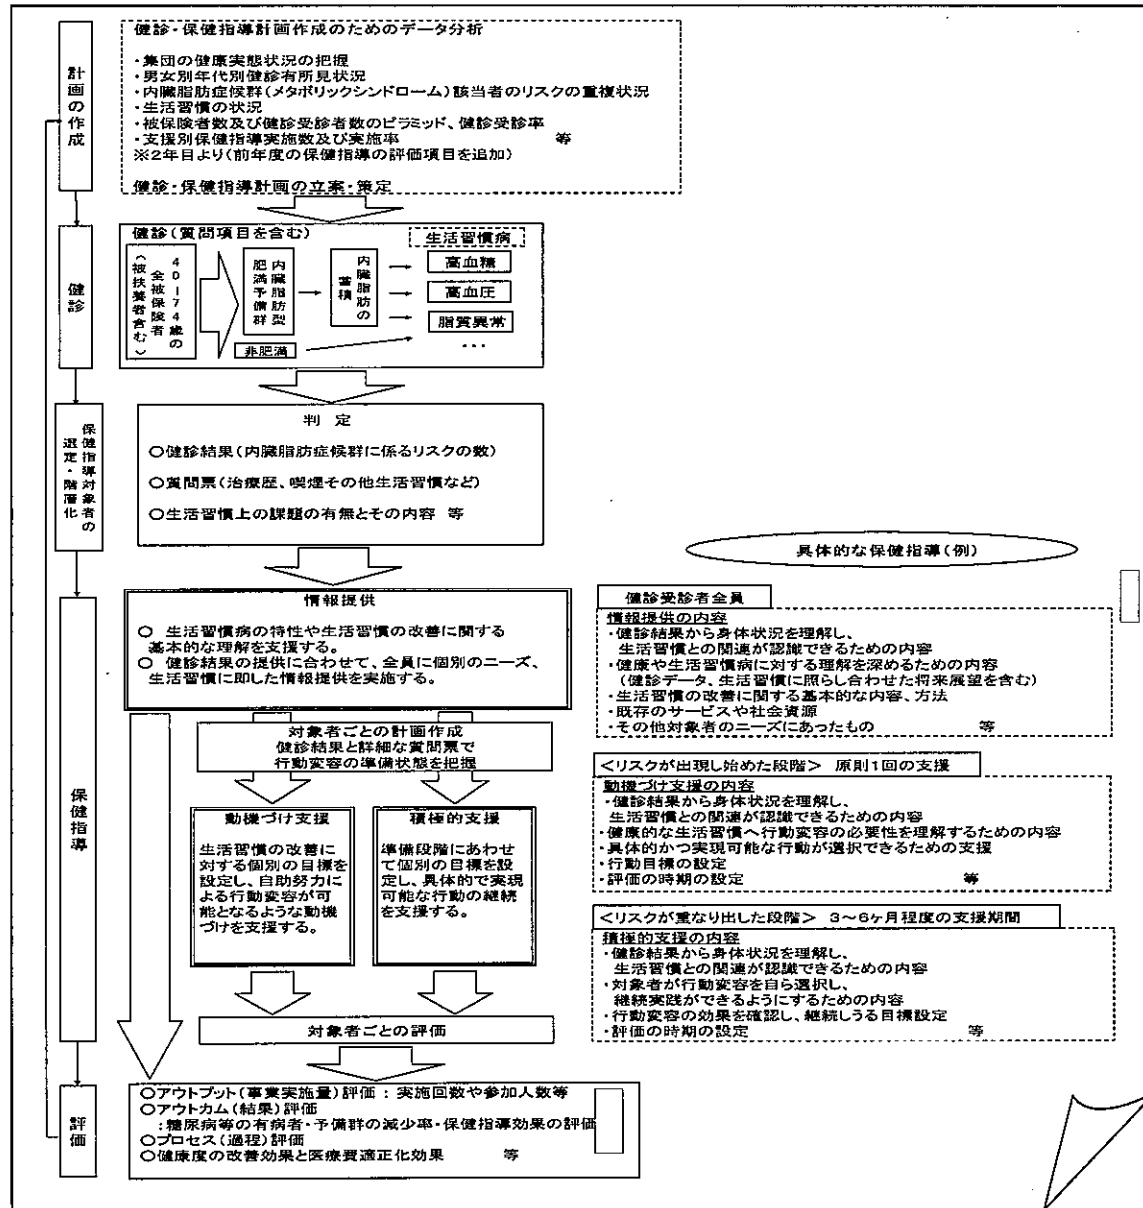 計画の作成
健診・保健指導計画作成のためのデータ分析
・集団の健康実態状況の把握
・男女別年代別健診有所見状況
・内臓脂肪症候群(メタボリックシンドローム)該当者のリスクの重複状況
・生活習慣の状況
・被保険者数及び健診受診者数のピラミッド、健診受診率
・支援別保健指導実施数及び実施率 等
※2年目より(前年度の保健指導の評価項目を追加)
健診・保健指導計画の立案・策定
健診
健診(質問項目を含む)
生活習慣病
40-74歳の
全被保険者
(被扶養者含む)
内臓脂肪型
肥満予備群
内臓脂肪の
蓄積
高血糖
高血圧
脂質異常
・・・
非肥満
保健指導対象者の
選定・階層化
判 定
○健診結果(内臓脂肪症候群に係るリスクの数)
○質問票(治療歴、喫煙その他生活習慣など)
○生活習慣上の課題の有無とその内容 等
保健指導
情報提供
○ 生活習慣病の特性や生活習慣の改善に関する
基本的な理解を支援する。
○ 健診結果の提供に合わせて、全員に個別のニーズ、
生活習慣に即した情報提供を実施する。
対象者ごとの計画作成
健診結果と詳細な質問票で
行動変容の準備状態を把握
動機づけ支援
生活習慣の改善に
対する個別の目標を
設定し、自助努力に
よる行動変容が可
能となるような動機
づけを支援する。
積極的支援
準備段階にあわせ
て個別の目標を設
定し、具体的で実現
可能な行動の継続
を支援する。
対象者ごとの評価
具体的な保健指導(例)
健診受診者全員
情報提供の内容
・健診結果から身体状況を理解し、
生活習慣との関連が認識できるための内容
・健康や生活習慣病に対する理解を深めるための内容
(健診データ、生活習慣に照らし合わせた将来展望を含む)
・生活習慣の改善に関する基本的な内容、方法
・既存のサービスや社会資源
・その他対象者のニーズにあったもの 等
<リスクが出現し始めた段階> 原則1回の支援
動機づけ支援の内容
・健診結果から身体状況を理解し、
生活習慣との関連が認識できるための内容
・健康的な生活習慣へ行動変容の必要性を理解するための内容
・具体的かつ実現可能な行動が選択できるための支援
・行動目標の設定
・評価の時期の設定 等
<リスクが重なり出した段階> 3~6ヶ月程度の支援期間
積極的支援の内容
・健診結果から身体状況を理解し、
生活習慣との関連が認識できるための内容
・対象者が行動変容を自ら選択し、
継続実践ができるようにするための内容
・行動変容の効果を確認し、継続しうる目標設定
・評価の時期の設定 等
評価
○アウトプット(事業実施量)評価 : 実施回数や参加人数等
○アウトカム(結果)評価
:糖尿病等の有病者・予備群の減少率・保健指導効果の評価
○プロセス(過程)評価
○健康度の改善効果と医療費適正化効果 等